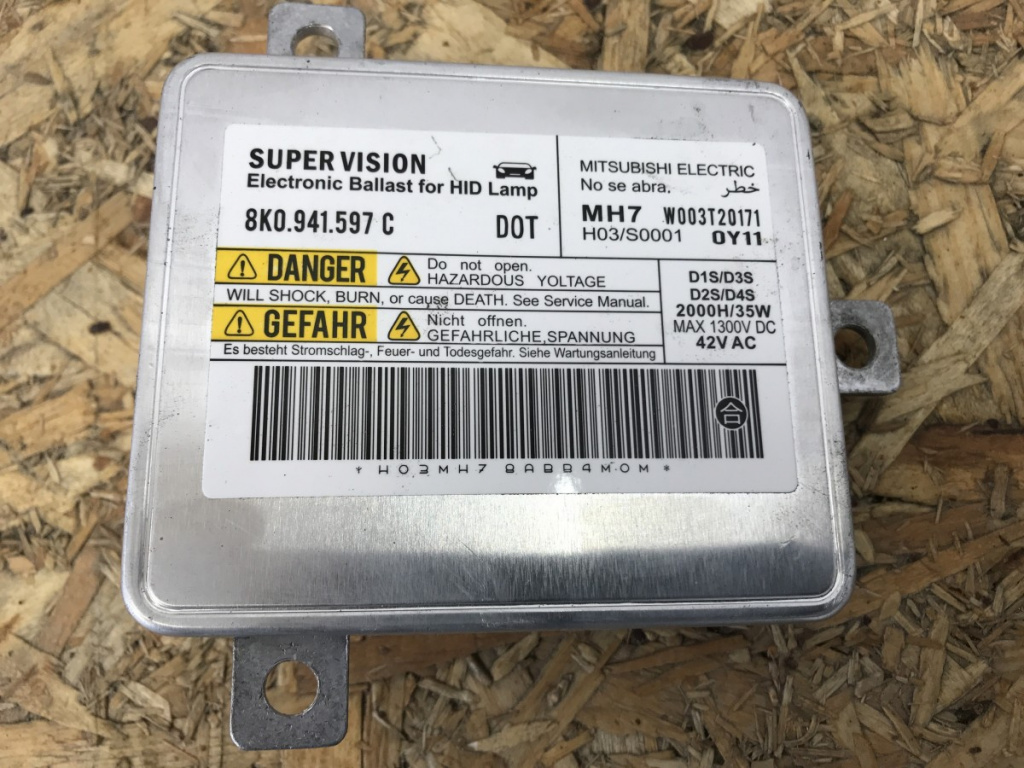 SUPER VISION
Electronic Ballast for HID Lamp
8K0.941.597 C DOT
MITSUBISHI ELECTRIC
No se abra. خطر
MH7 W003T20171
H03/S0001 0Y11
DANGER
Do not open.
HAZARDOUS VOLTAGE
WILL SHOCK, BURN, or cause DEATH. See Service Manual.
GEFAHR
Nicht offnen.
GEFAHRLICHE,SPANNUNG
Es besteht Stromschlag-, Feuer- und Todesgefahr. Siehe Wartungsanleitung
D1S/D3S
D2S/D4S
2000H/35W
MAX 1300V DC
42V AC
合
*H03MH7 8ABB4M0M*